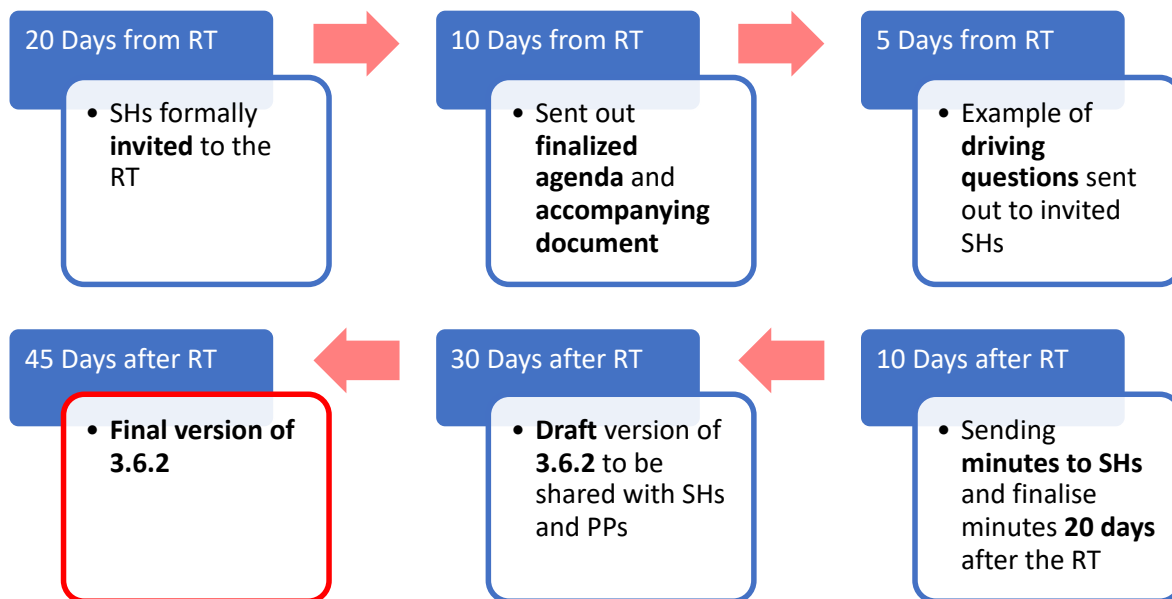 20 Days from RT
• SHs formally
invited to the
RT
10 Days from RT
• Sent out
finalized
agenda and
accompanying
document
5 Days from RT
• Example of
driving
questions sent
out to invited
SHs
10 Days after RT
• Sending
minutes to SHs
and finalise
minutes 20 days
after the RT
30 Days after RT
• Draft version of
3.6.2 to be
shared with SHs
and PPs
45 Days after RT
• Final version of
3.6.2